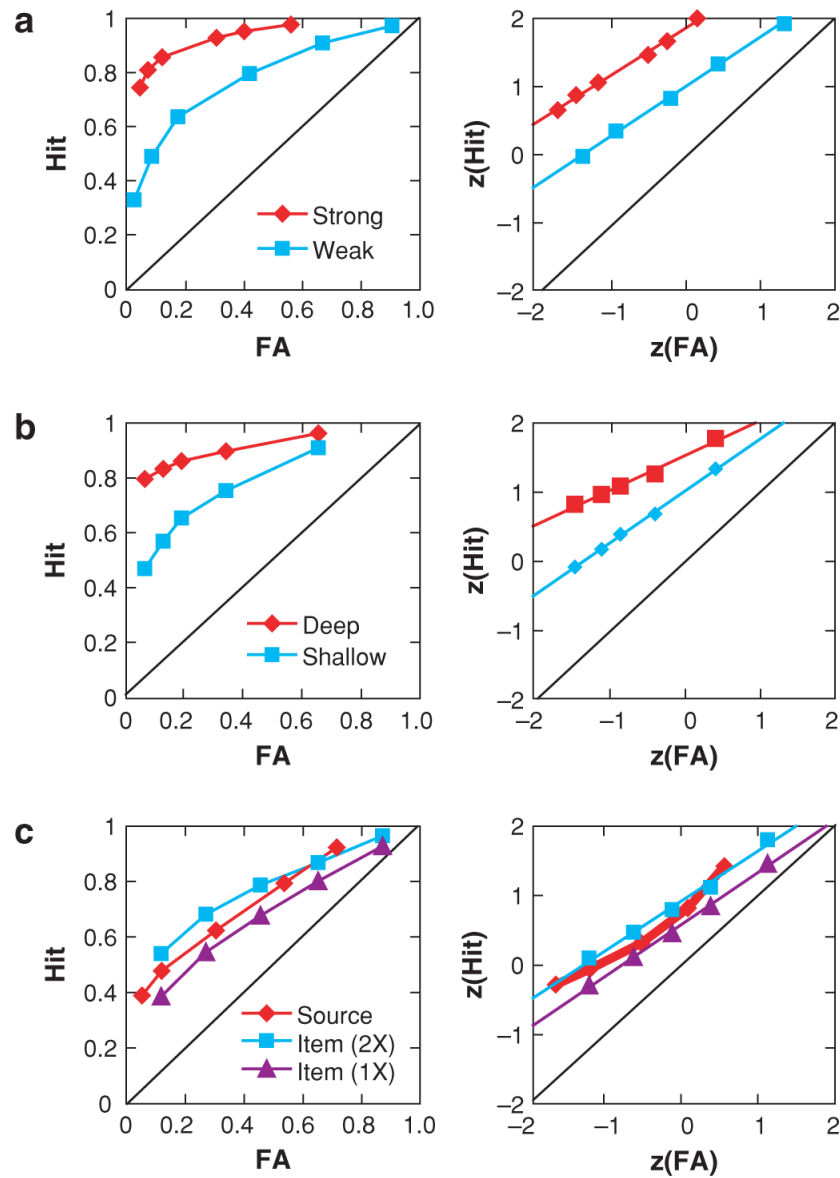 a
1
0.8
0.6
0.4
0.2
0
0 0.2 0.4 0.6 0.8 1.0
Hit
FA
Strong
Weak
2
1
0
−1
−2
−2 −1 0 1 2
z(Hit)
z(FA)
b
1
0.8
0.6
0.4
0.2
0
0 0.2 0.4 0.6 0.8 1.0
Hit
FA
Deep
Shallow
2
1
0
−1
−2
−2 −1 0 1 2
z(Hit)
z(FA)
c
1
0.8
0.6
0.4
0.2
0
0 0.2 0.4 0.6 0.8 1.0
Hit
FA
Source
Item (2X)
Item (1X)
2
1
0
−1
−2
−2 −1 0 1 2
z(Hit)
z(FA)